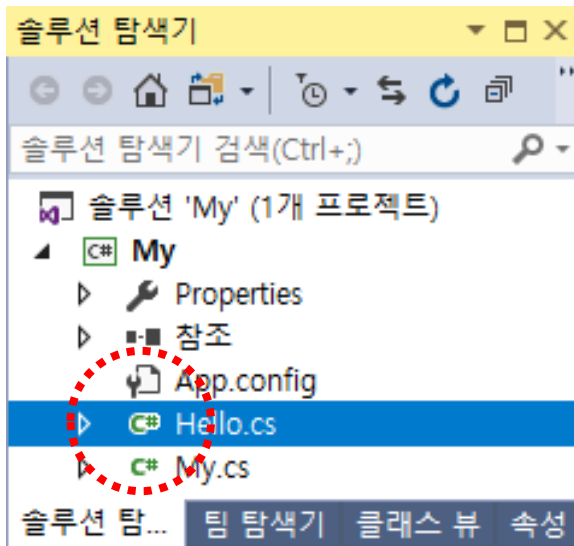 솔루션 탐색기
솔루션 탐색기 검색(Ctrl+;)
솔루션 'My' (1개 프로젝트)
C# My
Properties
참조
App.config
C# Hello.cs
C# My.cs
솔루션 탐... 팀 탐색기 클래스 뷰 속성